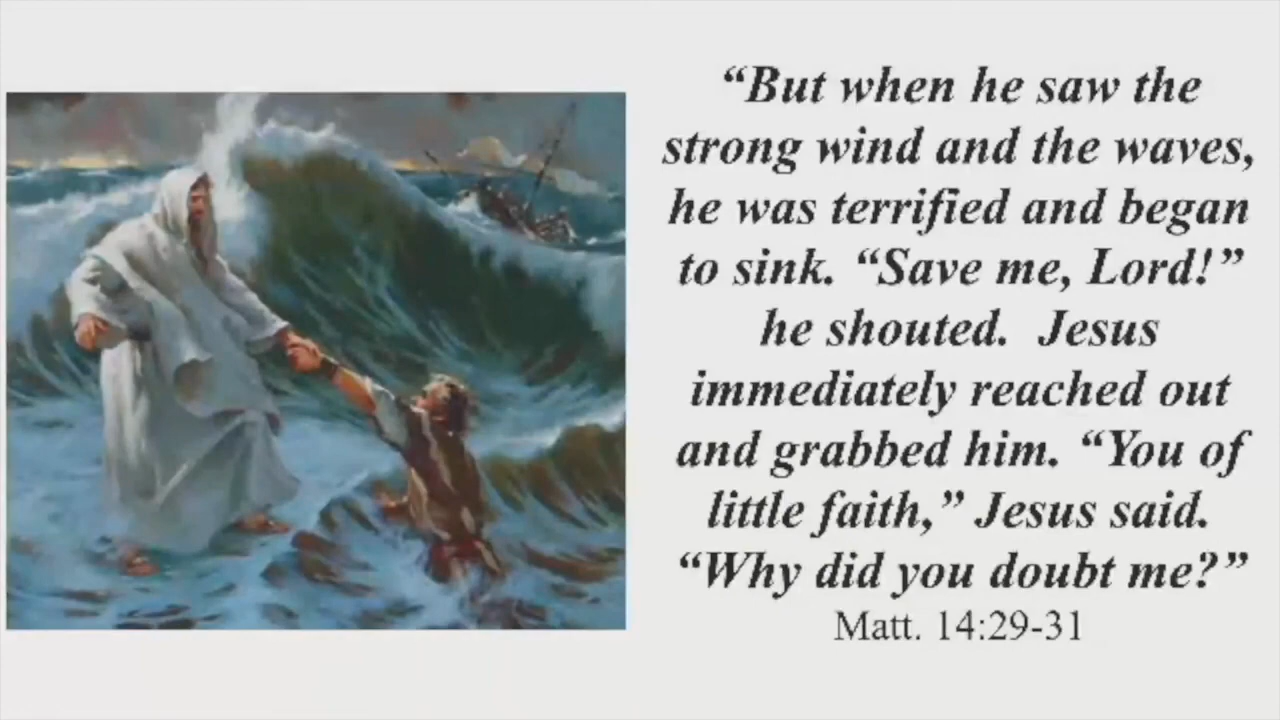 “But when he saw the
strong wind and the waves,
he was terrified and began
to sink. “Save me, Lord!”
he shouted.  Jesus
immediately reached out
and grabbed him. “You of
little faith,” Jesus said.
“Why did you doubt me?”
Matt. 14:29-31